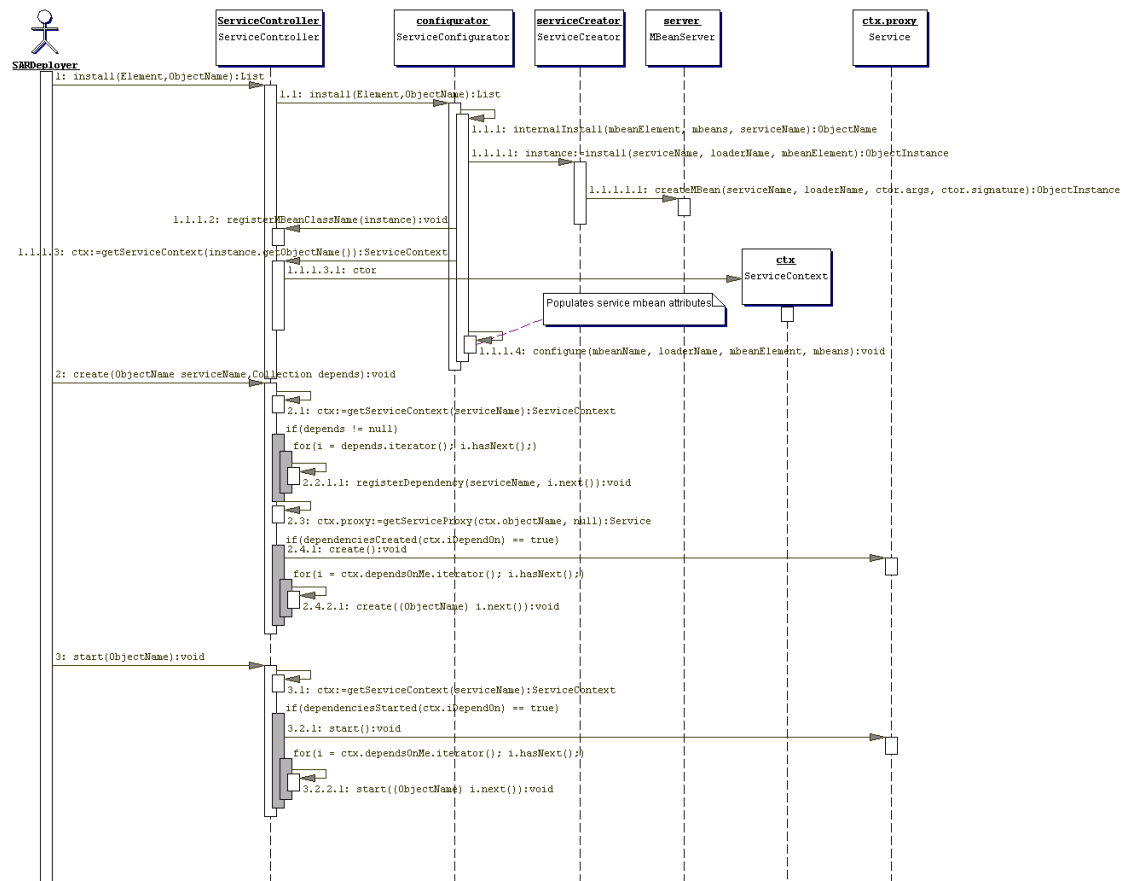 ServiceController
ServiceController
configurator
ServiceConfigurator
serviceCreator
ServiceCreator
server
MBeanServer
ctx.proxy
Service
SARDeployer
1: install(Element,ObjectName):List
1.1: install(Element,ObjectName):List
1.1.1: internalInstall(mbeanElement, mbeans, serviceName):ObjectName
1.1.1.1: instance:=install(serviceName, loaderName, mbeanElement):ObjectInstance
1.1.1.1.1: createMBean(serviceName, loaderName, ctor.args, ctor.signature):ObjectInstance
1.1.1.2: registerMBeanClassName(instance):void
1.1.1.3: ctx:=getServiceContext(instance.getObjectName()):ServiceContext
1.1.1.3.1: ctor
ctx
ServiceContext
Populates service mbean attributes
1.1.1.4: configure(mbeanName, loaderName, mbeanElement, mbeans):void
2: create(ObjectName serviceName,Collection depends):void
2.1: ctx:=getServiceContext(serviceName):ServiceContext
if(depends != null)
for(i = depends.iterator(); i.hasNext();)
2.2.1.1: registerDependency(serviceName, i.next()):void
2.3: ctx.proxy:=getServiceProxy(ctx.objectName, null):Service
if(dependenciesCreated(ctx.iDependOn) == true)
2.4.1: create():void
for(i = ctx.dependsOnMe.iterator(); i.hasNext();)
2.4.2.1: create((ObjectName) i.next()):void
3: start(ObjectName):void
3.1: ctx:=getServiceContext(serviceName):ServiceContext
if(dependenciesStarted(ctx.iDependOn) == true)
3.2.1: start():void
for(i = ctx.dependsOnMe.iterator(); i.hasNext();)
3.2.2.1: start((ObjectName) i.next()):void